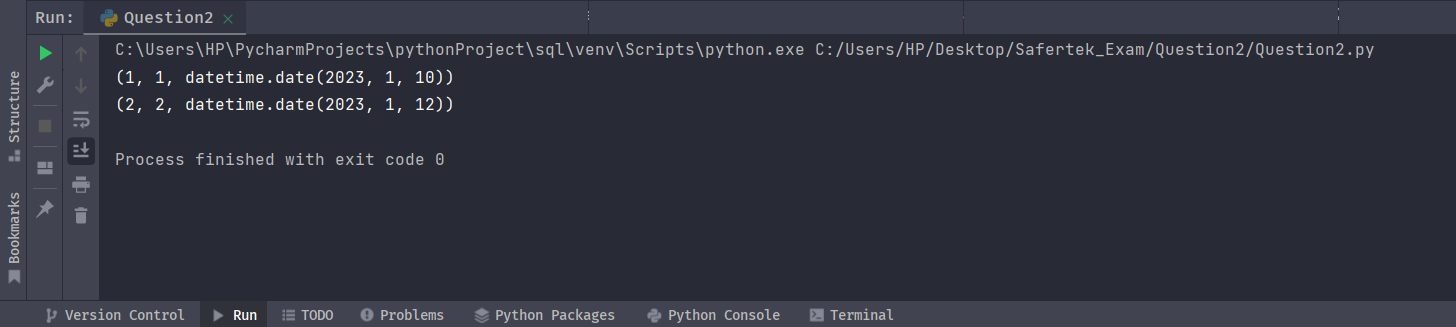 Run: Question2
C:\Users\HP\PycharmProjects\pythonProject\sql\venv\Scripts\python.exe C:/Users/HP/Desktop/Safertek_Exam/Question2/Question2.py
(1, 1, datetime.date(2023, 1, 10))
(2, 2, datetime.date(2023, 1, 12))
Process finished with exit code 0
Structure
Bookmarks
Version Control Run TODO Problems Python Packages Python Console Terminal